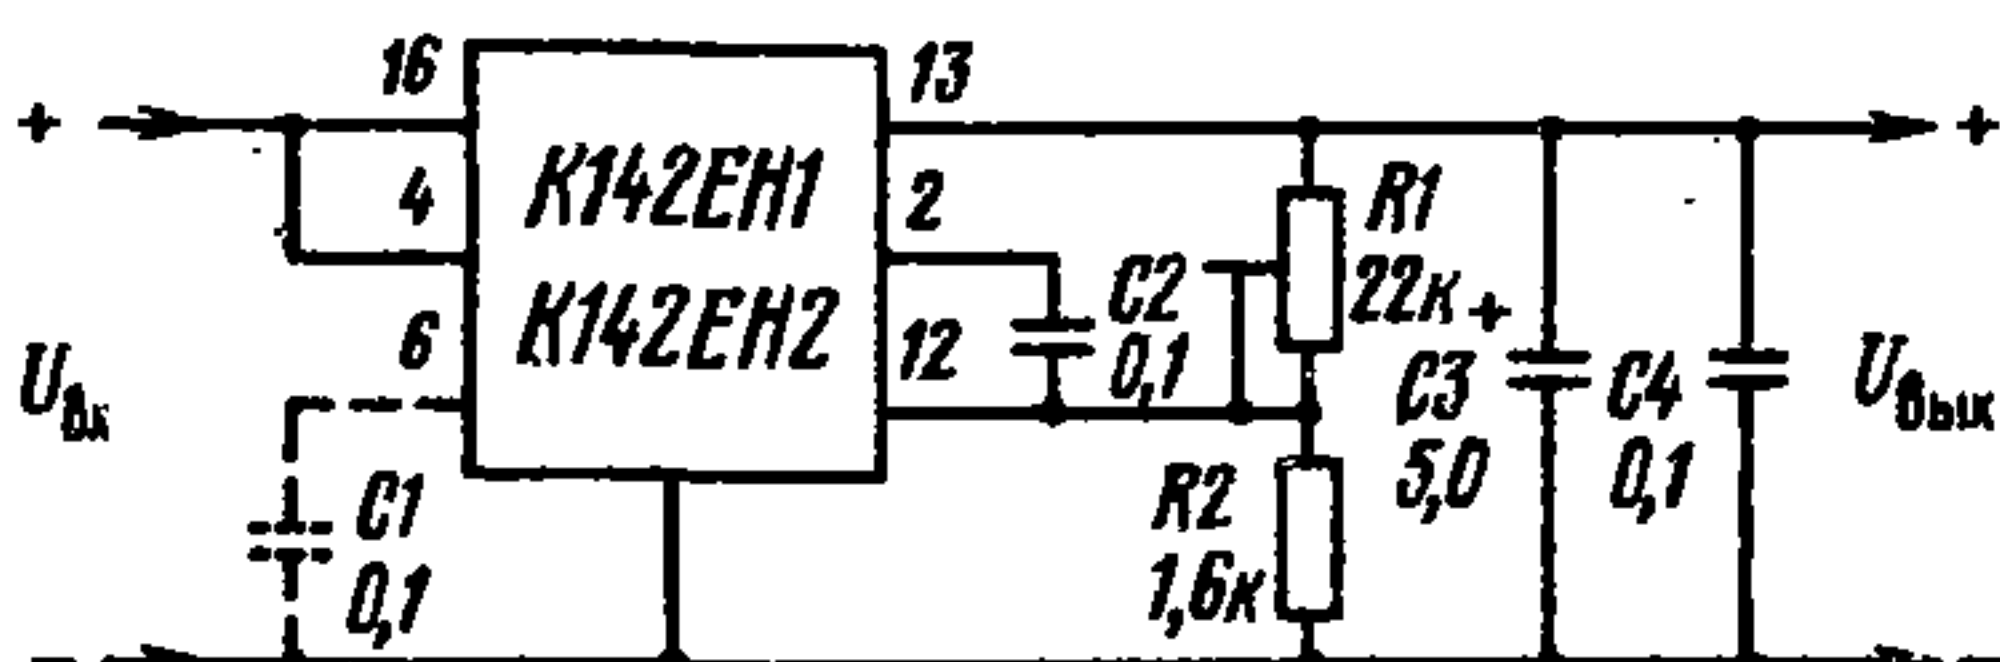 16
13
+
+
4
К142ЕН1
2
R1
22к
+
C2
0,1
6
К142ЕН2
12
Uвх
C3
5,0
C4
0,1
Uвых
C1
0,1
R2
1,6к